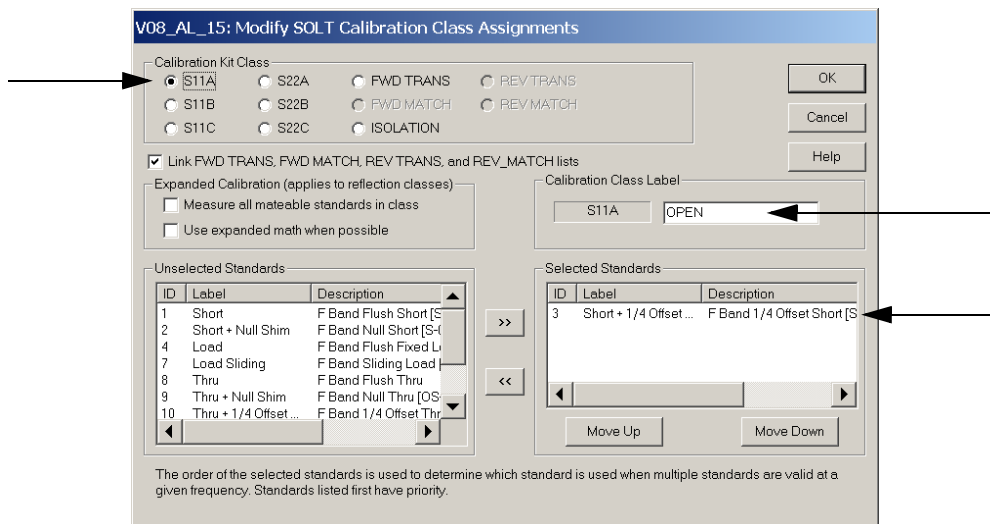 V08_AL_15: Modify SOLT Calibration Class Assignments
Calibration Kit Class
S11A S22A FWD TRANS REV TRANS
S11B S22B FWD MATCH REV MATCH
S11C S22C ISOLATION
OK
Cancel
Help
Link FWD TRANS, FWD MATCH, REV TRANS, and REV_MATCH lists
Expanded Calibration (applies to reflection classes)
Measure all mateable standards in class
Use expanded math when possible
Calibration Class Label
S11A OPEN
Unselected Standards
ID Label Description
1 Short F Band Flush Short [S
2 Short + Null Shim F Band Null Short [S-(
4 Load F Band Flush Fixed L
7 Load Sliding F Band Sliding Load
8 Thru F Band Flush Thru
9 Thru + Null Shim F Band Null Thru [OS
10 Thru + 1/4 Offset ... F Band 1/4 Offset Thr
>>
<<
Selected Standards
ID Label Description
3 Short + 1/4 Offset ... F Band 1/4 Offset Short [S
Move Up Move Down
The order of the selected standards is used to determine which standard is used when multiple standards are valid at a
given frequency. Standards listed first have priority.